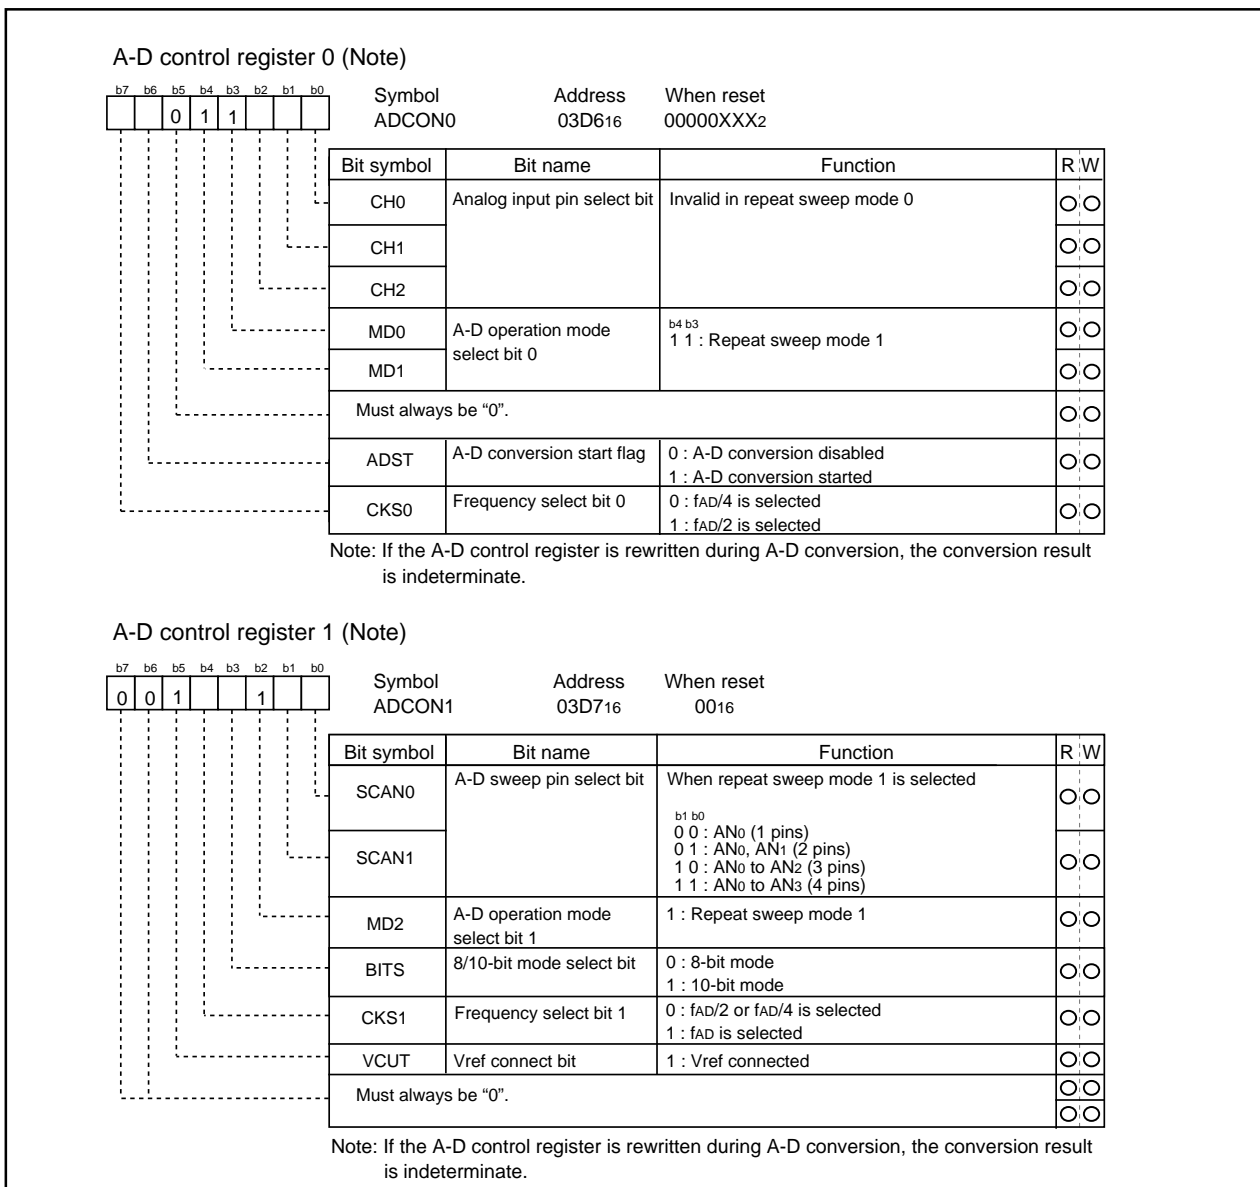 A-D control register 0 (Note)
b7 b6 b5 b4 b3 b2 b1 b0
0 1 1
Symbol Address When reset
ADCON0 03D616 00000XXX2
Bit symbol Bit name Function R W
CH0 Analog input pin select bit Invalid in repeat sweep mode 0
CH1
CH2
MD0 A-D operation mode select bit 0 b4 b3
1 1 : Repeat sweep mode 1
MD1
Must always be “0”.
ADST A-D conversion start flag 0 : A-D conversion disabled
1 : A-D conversion started
CKS0 Frequency select bit 0 0 : fAD/4 is selected
1 : fAD/2 is selected
Note: If the A-D control register is rewritten during A-D conversion, the conversion result
is indeterminate.
A-D control register 1 (Note)
b7 b6 b5 b4 b3 b2 b1 b0
0 0 1 1
Symbol Address When reset
ADCON1 03D716 0016
Bit symbol Bit name Function R W
SCAN0 A-D sweep pin select bit When repeat sweep mode 1 is selected
b1 b0
0 0 : AN0 (1 pins)
0 1 : AN0, AN1 (2 pins)
SCAN1 1 0 : AN0 to AN2 (3 pins)
1 1 : AN0 to AN3 (4 pins)
MD2 A-D operation mode select bit 1 1 : Repeat sweep mode 1
BITS 8/10-bit mode select bit 0 : 8-bit mode
1 : 10-bit mode
CKS1 Frequency select bit 1 0 : fAD/2 or fAD/4 is selected
1 : fAD is selected
VCUT Vref connect bit 1 : Vref connected
Must always be “0”.
Note: If the A-D control register is rewritten during A-D conversion, the conversion result
is indeterminate.